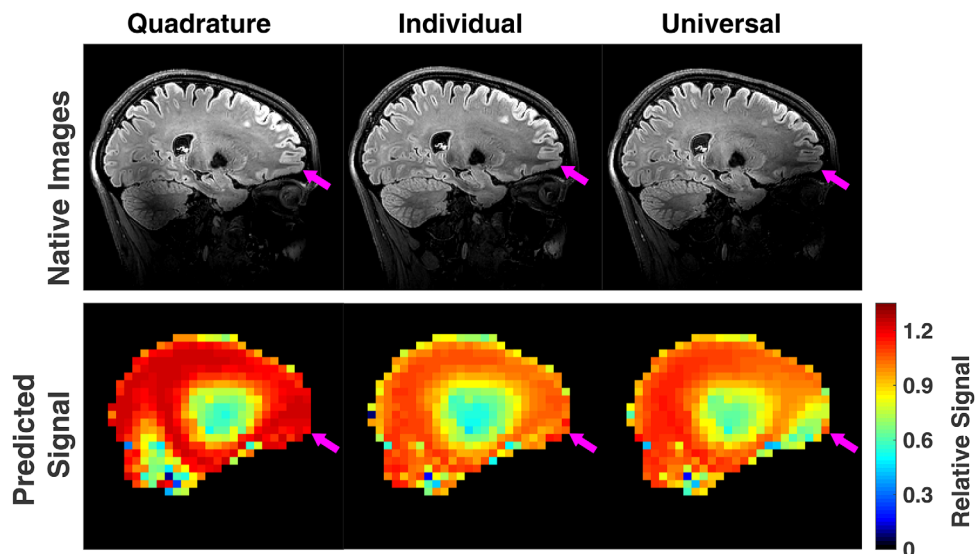 Quadrature
Individual
Universal
Native Images
Predicted
Signal
1.2
0.9
0.6
0.3
0
Relative Signal